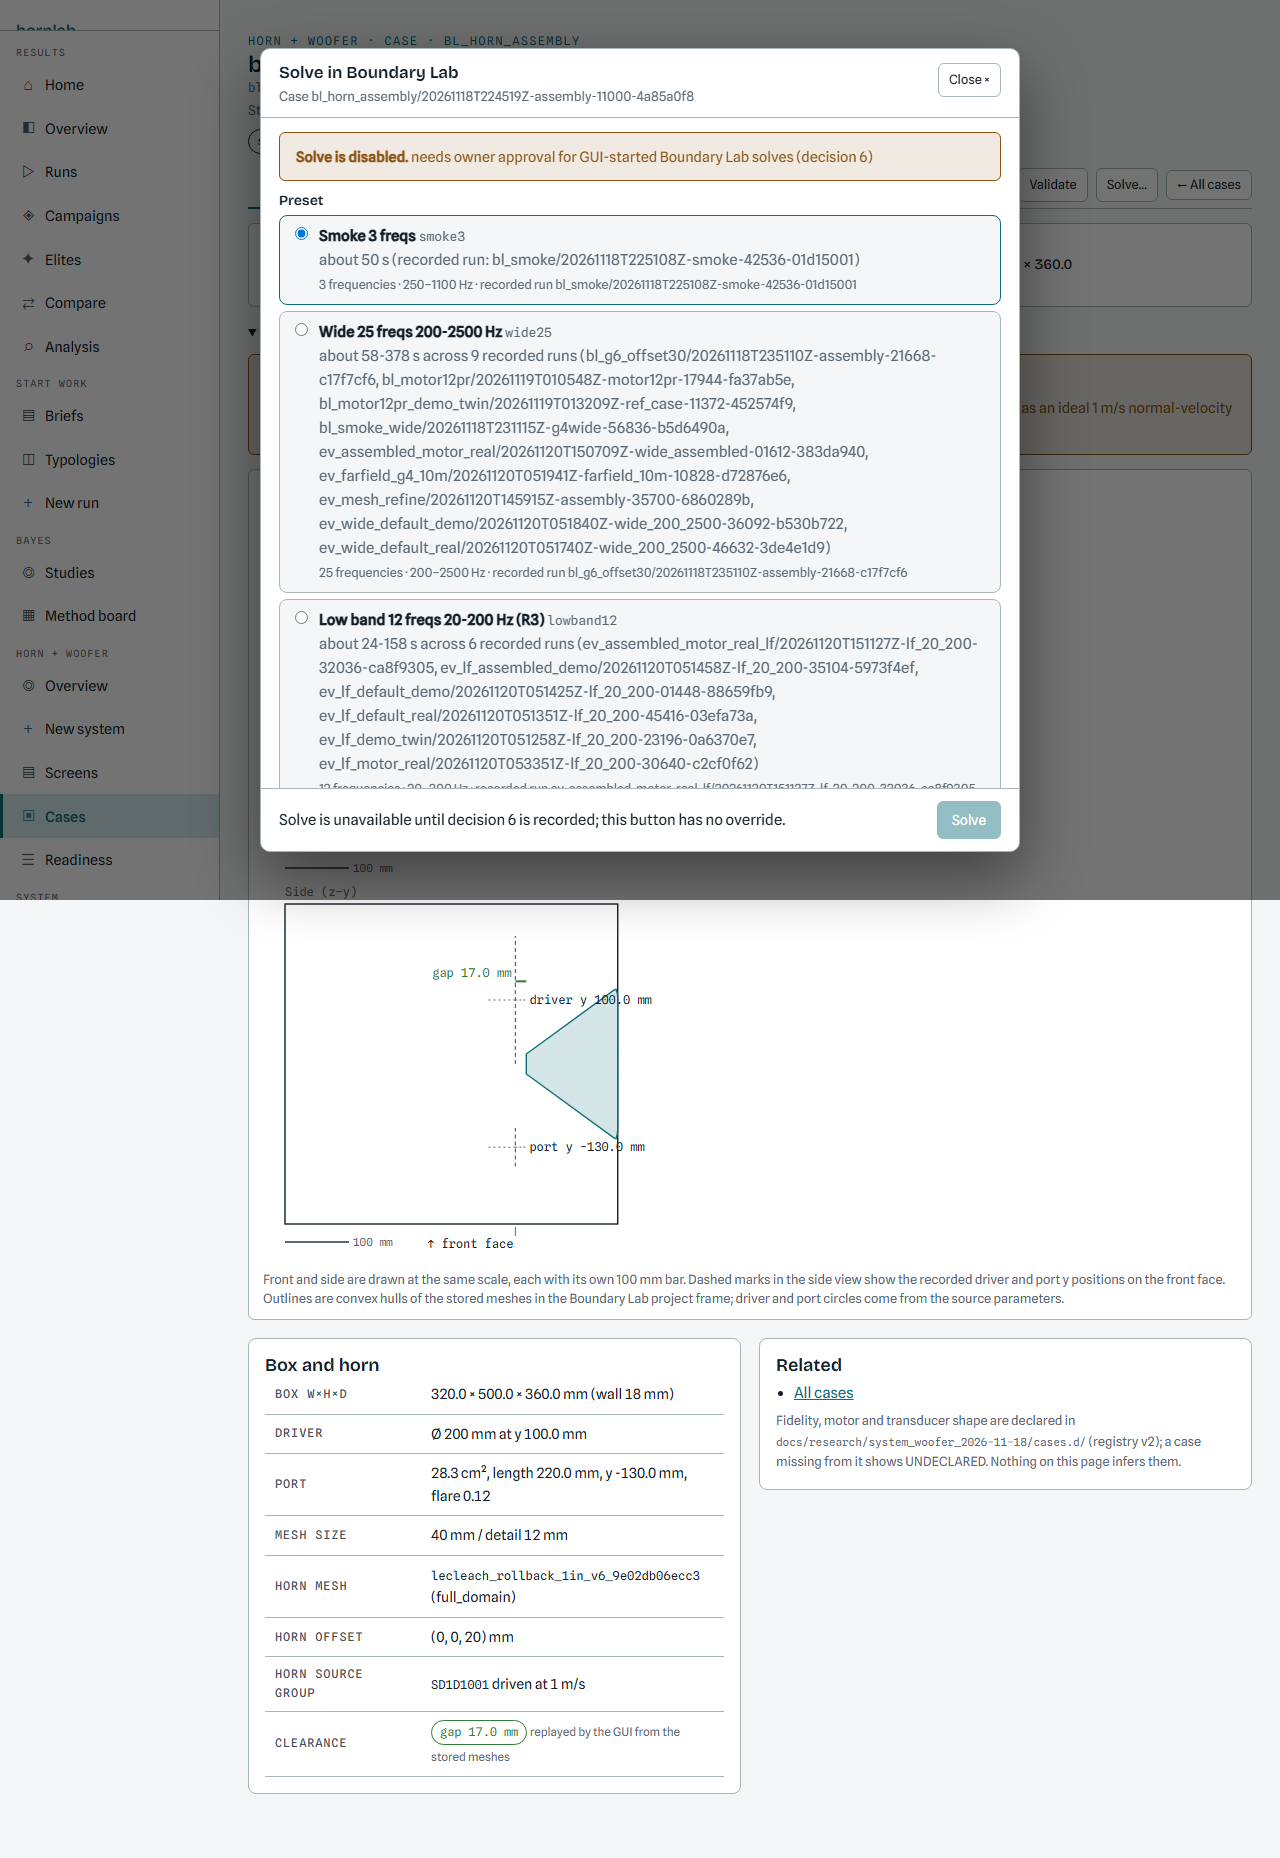 RESULTS
Home
Overview
Runs
Campaigns
Elites
Compare
Analysis
START WORK
Briefs
Typologies
New run
BAYES
Studies
Method board
HORN + WOOFER
Overview
New system
Screens
Cases
Readiness
SYSTEM
HORN + WOOFER · CASE · BL_HORN_ASSEMBLY
Validate
Solve…
← All cases
× 360.0
as an ideal 1 m/s normal-velocity
Solve in Boundary Lab
Case bl_horn_assembly/20261118T224519Z-assembly-11000-4a85a0f8
Close ×
Solve is disabled. needs owner approval for GUI-started Boundary Lab solves (decision 6)
Preset
Smoke 3 freqs smoke3
about 50 s (recorded run: bl_smoke/20261118T225108Z-smoke-42536-01d15001)
3 frequencies · 250–1100 Hz · recorded run bl_smoke/20261118T225108Z-smoke-42536-01d15001
Wide 25 freqs 200-2500 Hz wide25
about 58-378 s across 9 recorded runs (bl_g6_offset30/20261118T235110Z-assembly-21668-
c17f7cf6, bl_motor12pr/20261119T010548Z-motor12pr-17944-fa37ab5e,
bl_motor12pr_demo_twin/20261119T013209Z-ref_case-11372-452574f9,
bl_smoke_wide/20261118T231115Z-g4wide-56836-b5d6490a,
ev_assembled_motor_real/20261120T150709Z-wide_assembled-01612-383da940,
ev_farfield_g4_10m/20261120T051941Z-farfield_10m-10828-d72876e6,
ev_mesh_refine/20261120T145915Z-assembly-35700-6860289b,
ev_wide_default_demo/20261120T051840Z-wide_200_2500-36092-b530b722,
ev_wide_default_real/20261120T051740Z-wide_200_2500-46632-3de4e1d9)
25 frequencies · 200–2500 Hz · recorded run bl_g6_offset30/20261118T235110Z-assembly-21668-c17f7cf6
Low band 12 freqs 20-200 Hz (R3) lowband12
about 24-158 s across 6 recorded runs (ev_assembled_motor_real_lf/20261120T151127Z-lf_20_200-
32036-ca8f9305, ev_lf_assembled_demo/20261120T051458Z-lf_20_200-35104-5973f4ef,
ev_lf_default_demo/20261120T051425Z-lf_20_200-01448-88659fb9,
ev_lf_default_real/20261120T051351Z-lf_20_200-45416-03efa73a,
ev_lf_demo_twin/20261120T051258Z-lf_20_200-23196-0a6370e7,
ev_lf_motor_real/20261120T053351Z-lf_20_200-30640-c2cf0f62)
12 frequencies · 20–200 Hz · recorded run ev_assembled_motor_real_lf/20261120T151127Z-lf_20_200-32036-ca8f9305
Solve is unavailable until decision 6 is recorded; this button has no override.
Solve
100 mm
Side (z-y)
gap 17.0 mm
driver y 100.0 mm
port y -130.0 mm
100 mm
↑ front face
Front and side are drawn at the same scale, each with its own 100 mm bar. Dashed marks in the side view show the recorded driver and port y positions on the front face.
Outlines are convex hulls of the stored meshes in the Boundary Lab project frame; driver and port circles come from the source parameters.
Box and horn
BOX W×H×D
320.0 × 500.0 × 360.0 mm (wall 18 mm)
DRIVER
Ø 200 mm at y 100.0 mm
PORT
28.3 cm², length 220.0 mm, y -130.0 mm,
flare 0.12
MESH SIZE
40 mm / detail 12 mm
HORN MESH
lecleach_rollback_1in_v6_9e02db06ecc3
(full_domain)
HORN OFFSET
(0, 0, 20) mm
HORN SOURCE
GROUP
SD1D1001 driven at 1 m/s
CLEARANCE
gap 17.0 mm replayed by the GUI from the
stored meshes
Related
All cases
Fidelity, motor and transducer shape are declared in
docs/research/system_woofer_2026-11-18/cases.d/ (registry v2); a case
missing from it shows UNDECLARED. Nothing on this page infers them.